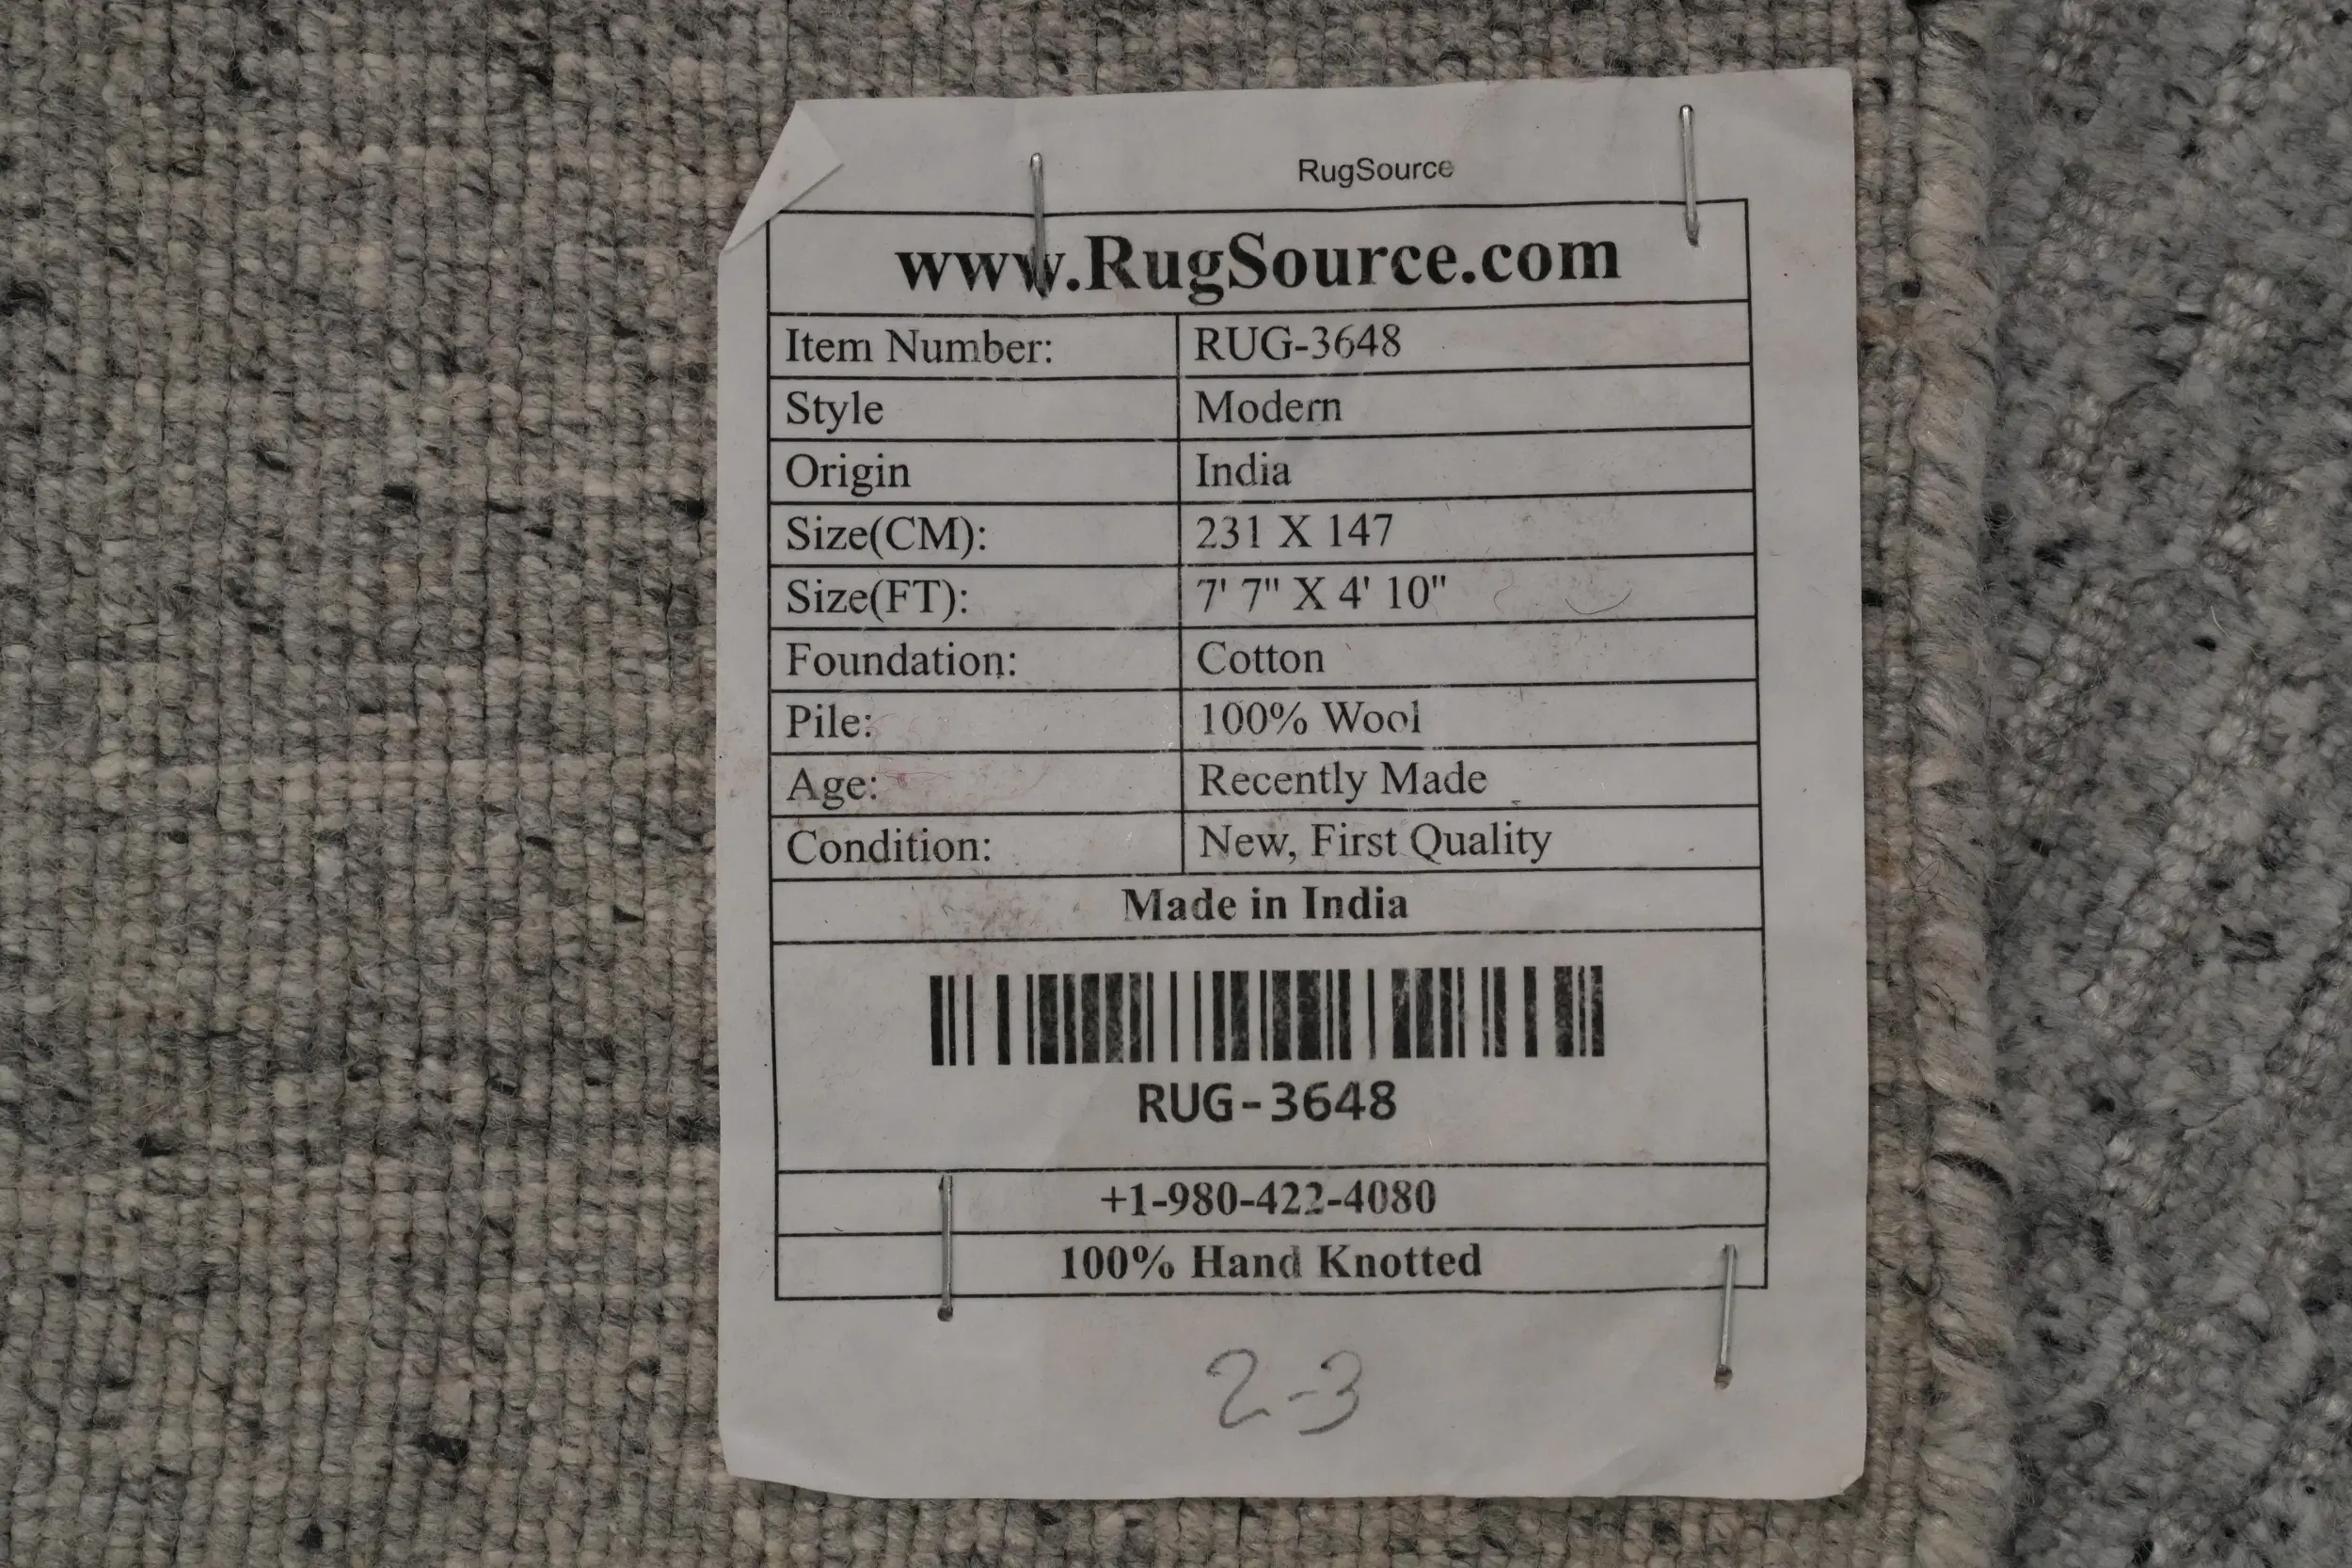 RugSource
www.RugSource.com
Item Number: RUG-3648
Style Modern
Origin India
Size(CM): 231 X 147
Size(FT): 7' 7" X 4' 10"
Foundation: Cotton
Pile: 100% Wool
Age: Recently Made
Condition: New, First Quality
Made in India
RUG-3648
+1-980-422-4080
100% Hand Knotted
2-3